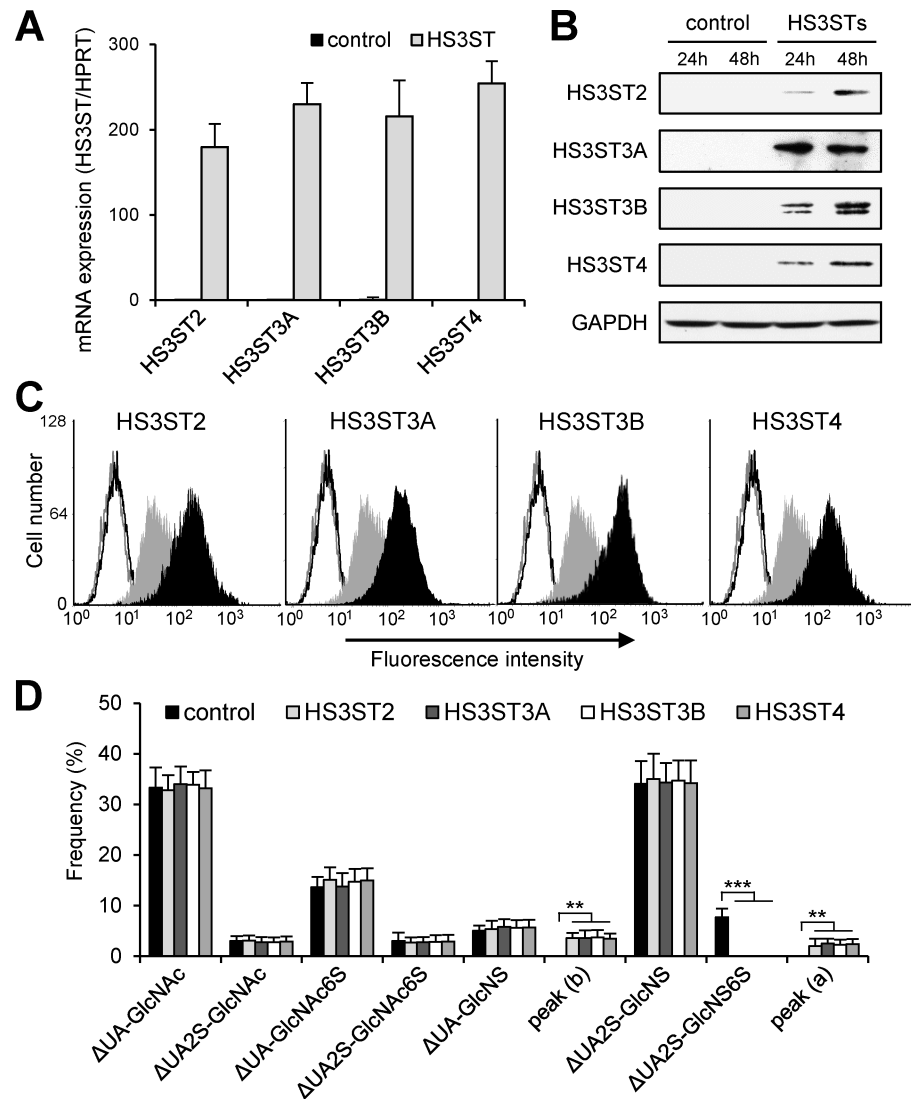 A
mRNA expression (HS3ST/HPRT)
300
200
100
0
control HS3ST
HS3ST2
HS3ST3A
HS3ST3B
HS3ST4
B
control HS3STs
24h 48h 24h 48h
HS3ST2
HS3ST3A
HS3ST3B
HS3ST4
GAPDH
C
HS3ST2 HS3ST3A HS3ST3B HS3ST4
Cell number
128
64
0
10⁰ 10¹ 10² 10³ 10⁰ 10¹ 10² 10³ 10⁰ 10¹ 10² 10³ 10⁰ 10¹ 10² 10³
Fluorescence intensity
D
Frequency (%)
50
40
30
20
10
0
control HS3ST2 HS3ST3A HS3ST3B HS3ST4
**
***
**
ΔUA-GlcNAc
ΔUA2S-GlcNAc
ΔUA-GlcNAc6S
ΔUA2S-GlcNAc6S
ΔUA-GlcNS
peak (b)
ΔUA2S-GlcNS
ΔUA2S-GlcNS6S
peak (a)